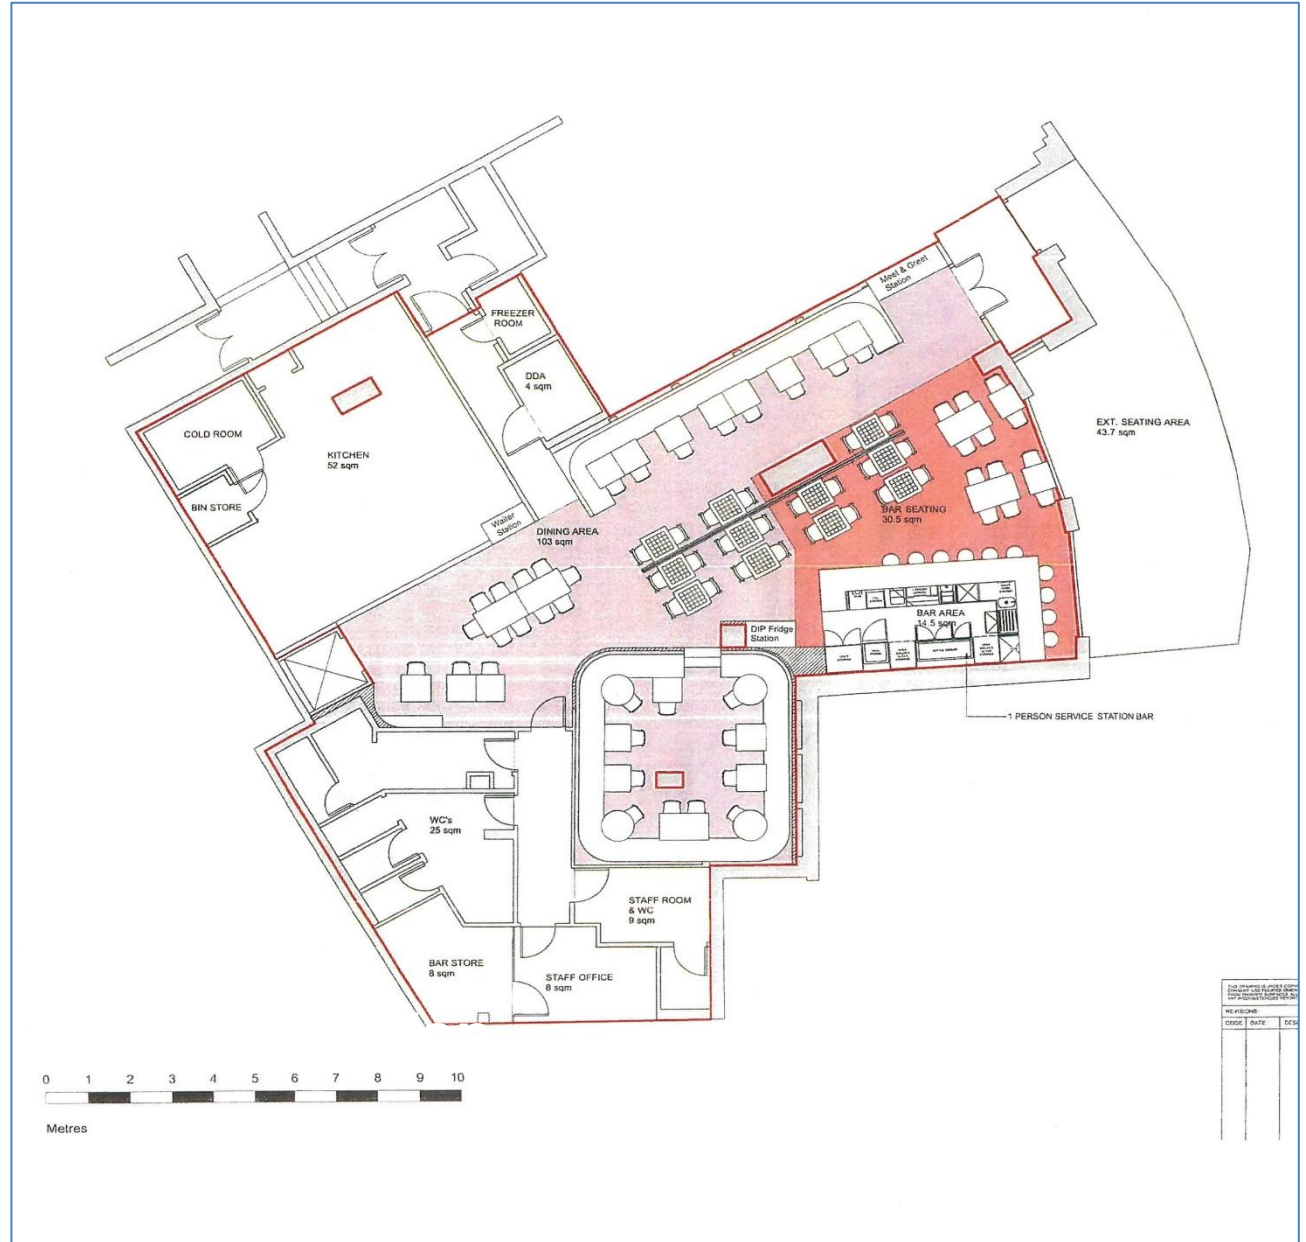 Meet & Greet
Station
FREEZER
ROOM
DDA
4 sqm
COLD ROOM
KITCHEN
52 sqm
EXT. SEATING AREA
43.7 sqm
BIN STORE
Waiter
Station
DINING AREA
103 sqm
BAR SEATING
30.5 sqm
BAR AREA
14.5 sqm
DIP Fridge
Station
1 PERSON SERVICE STATION BAR
WC's
25 sqm
STAFF ROOM
& WC
9 sqm
BAR STORE
8 sqm
STAFF OFFICE
8 sqm
REVISIONS
CODE DATE
0 1 2 3 4 5 6 7 8 9 10
Metres